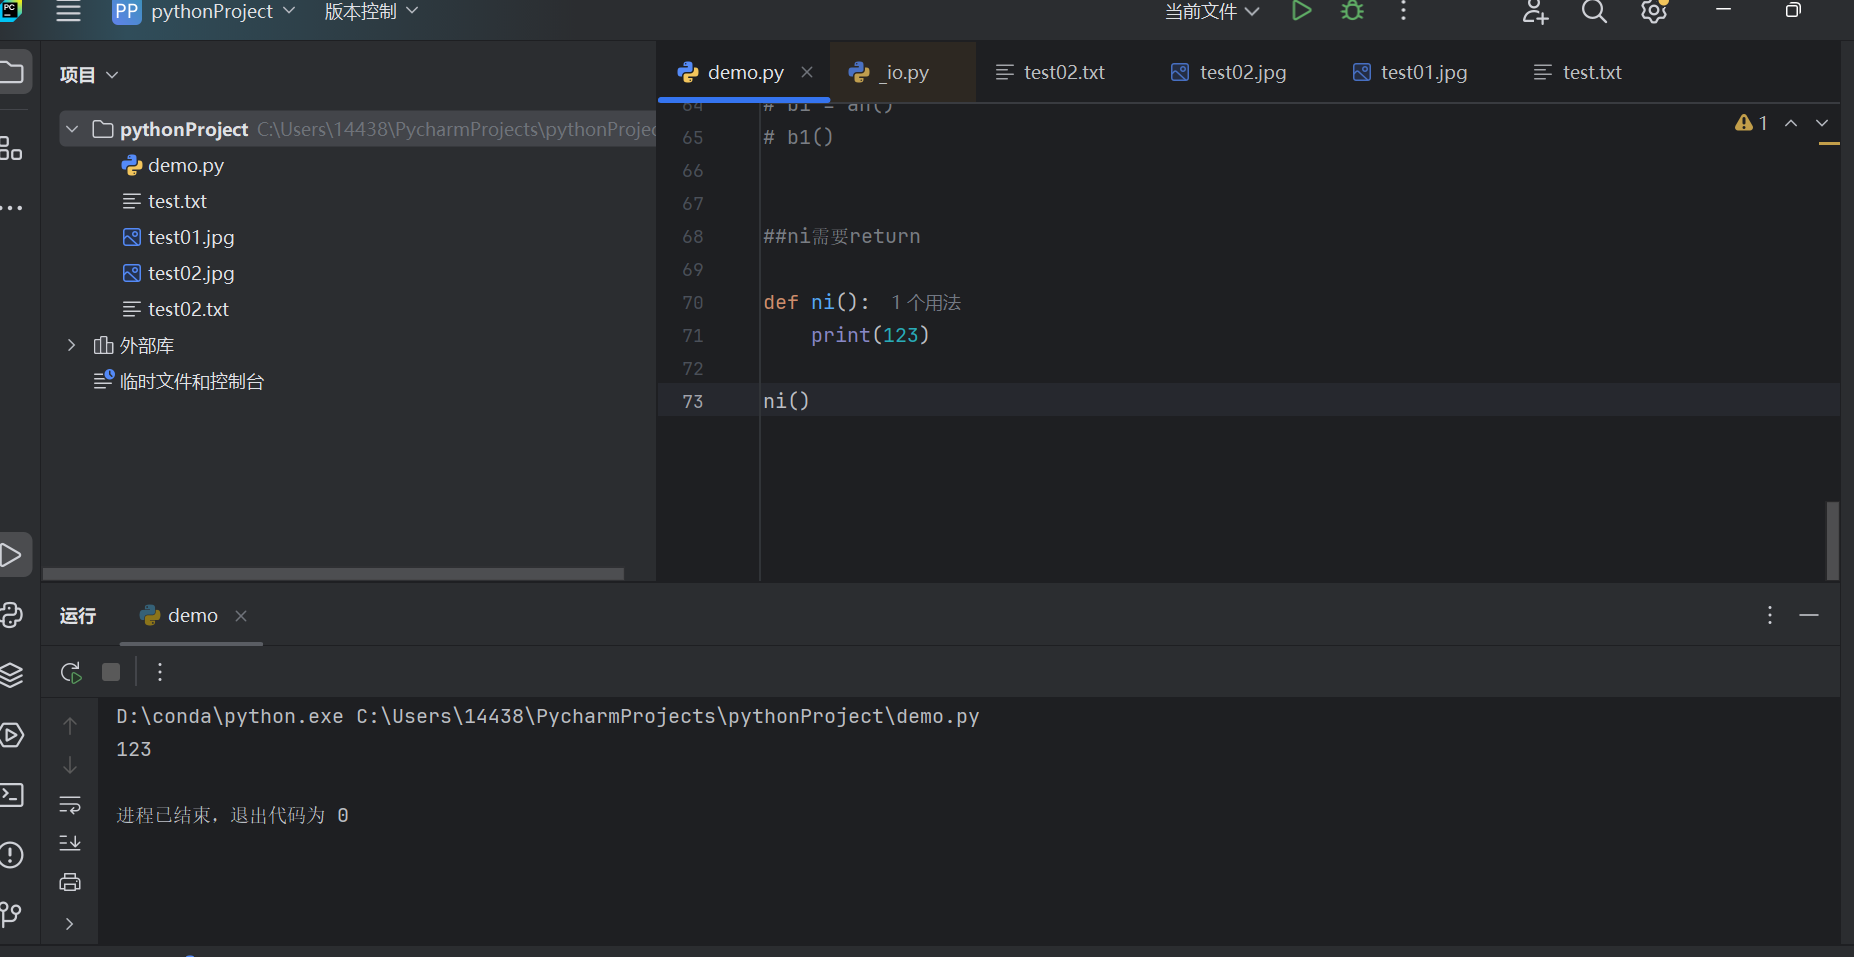 PC
PP pythonProject 版本控制 当前文件
项目
pythonProject C:\Users\14438\PycharmProjects\pythonProjec
demo.py
test.txt
test01.jpg
test02.jpg
test02.txt
外部库
临时文件和控制台
demo.py _io.py test02.txt test02.jpg test01.jpg test.txt
64 # b1 = an()
65 # b1()
66
67
68 ##ni需要return
69
70 def ni(): 1 个用法
71 print(123)
72
73 ni()
1
运行 demo
D:\conda\python.exe C:\Users\14438\PycharmProjects\pythonProject\demo.py
123
进程已结束，退出代码为 0